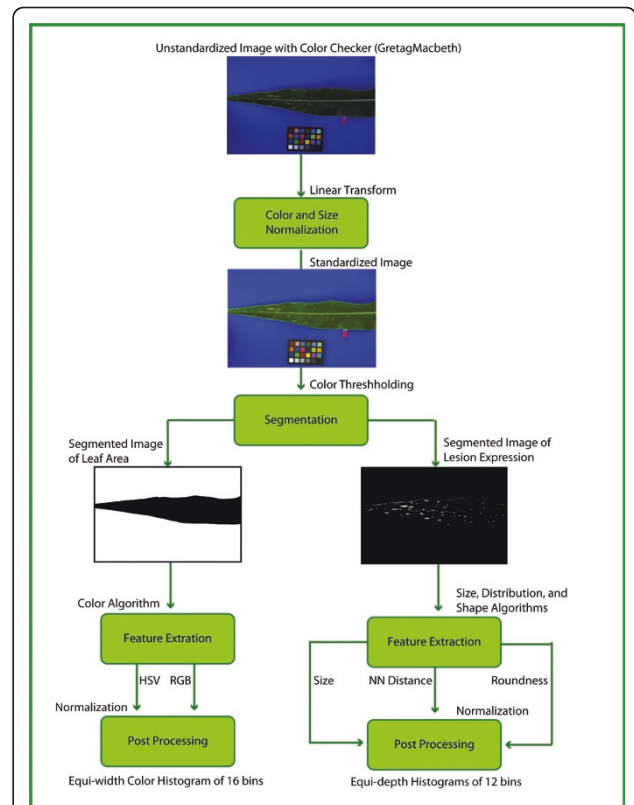 Unstandardized Image with Color Checker (GretagMacbeth)
Linear Transform
Color and Size
Normalization
Standardized Image
Color Threshholding
Segmentation
Segmented Image
of Leaf Area
Segmented Image of
Lesion Expression
Color Algorithm
Feature Extration
HSV
RGB
Normalization
Post Processing
Equi-width Color Histogram of 16 bins
Size, Distribution, and
Shape Algorithms
Feature Extraction
Size
NN Distance
Roundness
Normalization
Post Processing
Equi-depth Histograms of 12 bins